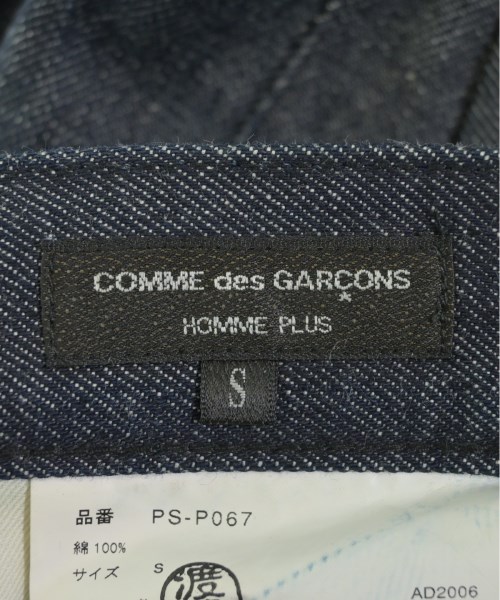 COMME des GARÇONS
HOMME PLUS
S
品番 PS-P067
綿 100%
サイズ S
渡
AD2006